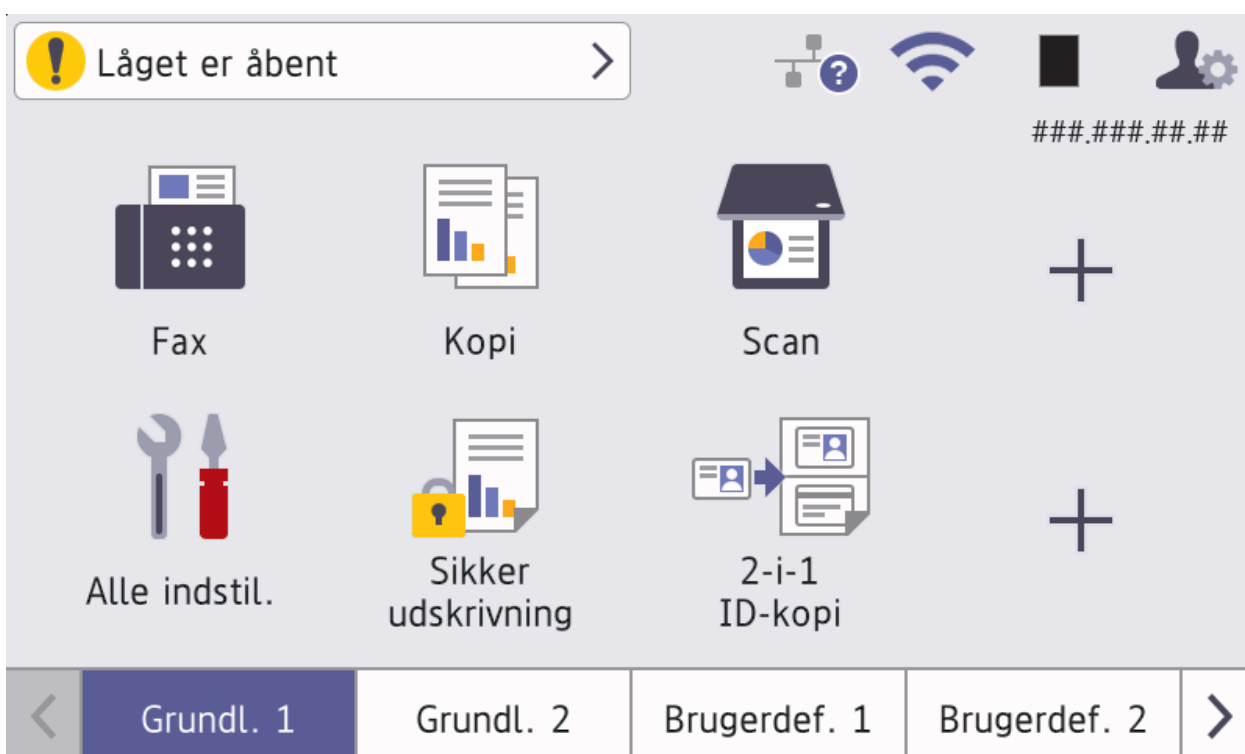 Låget er åbent
###.###.##.##
Fax
Kopi
Scan
Alle indstil.
Sikker
udskrivning
2-i-1
ID-kopi
Grundl. 1
Grundl. 2
Brugerdef. 1
Brugerdef. 2